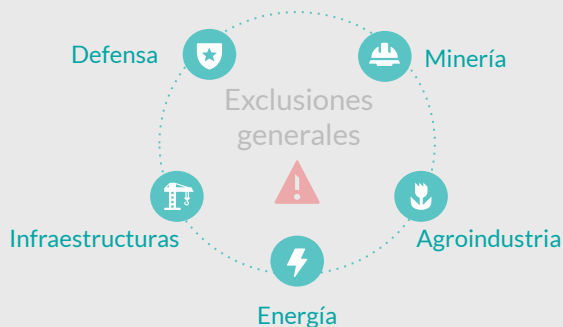 Defensa
Minería
Exclusiones
generales
Infraestructuras
Agroindustria
Energía